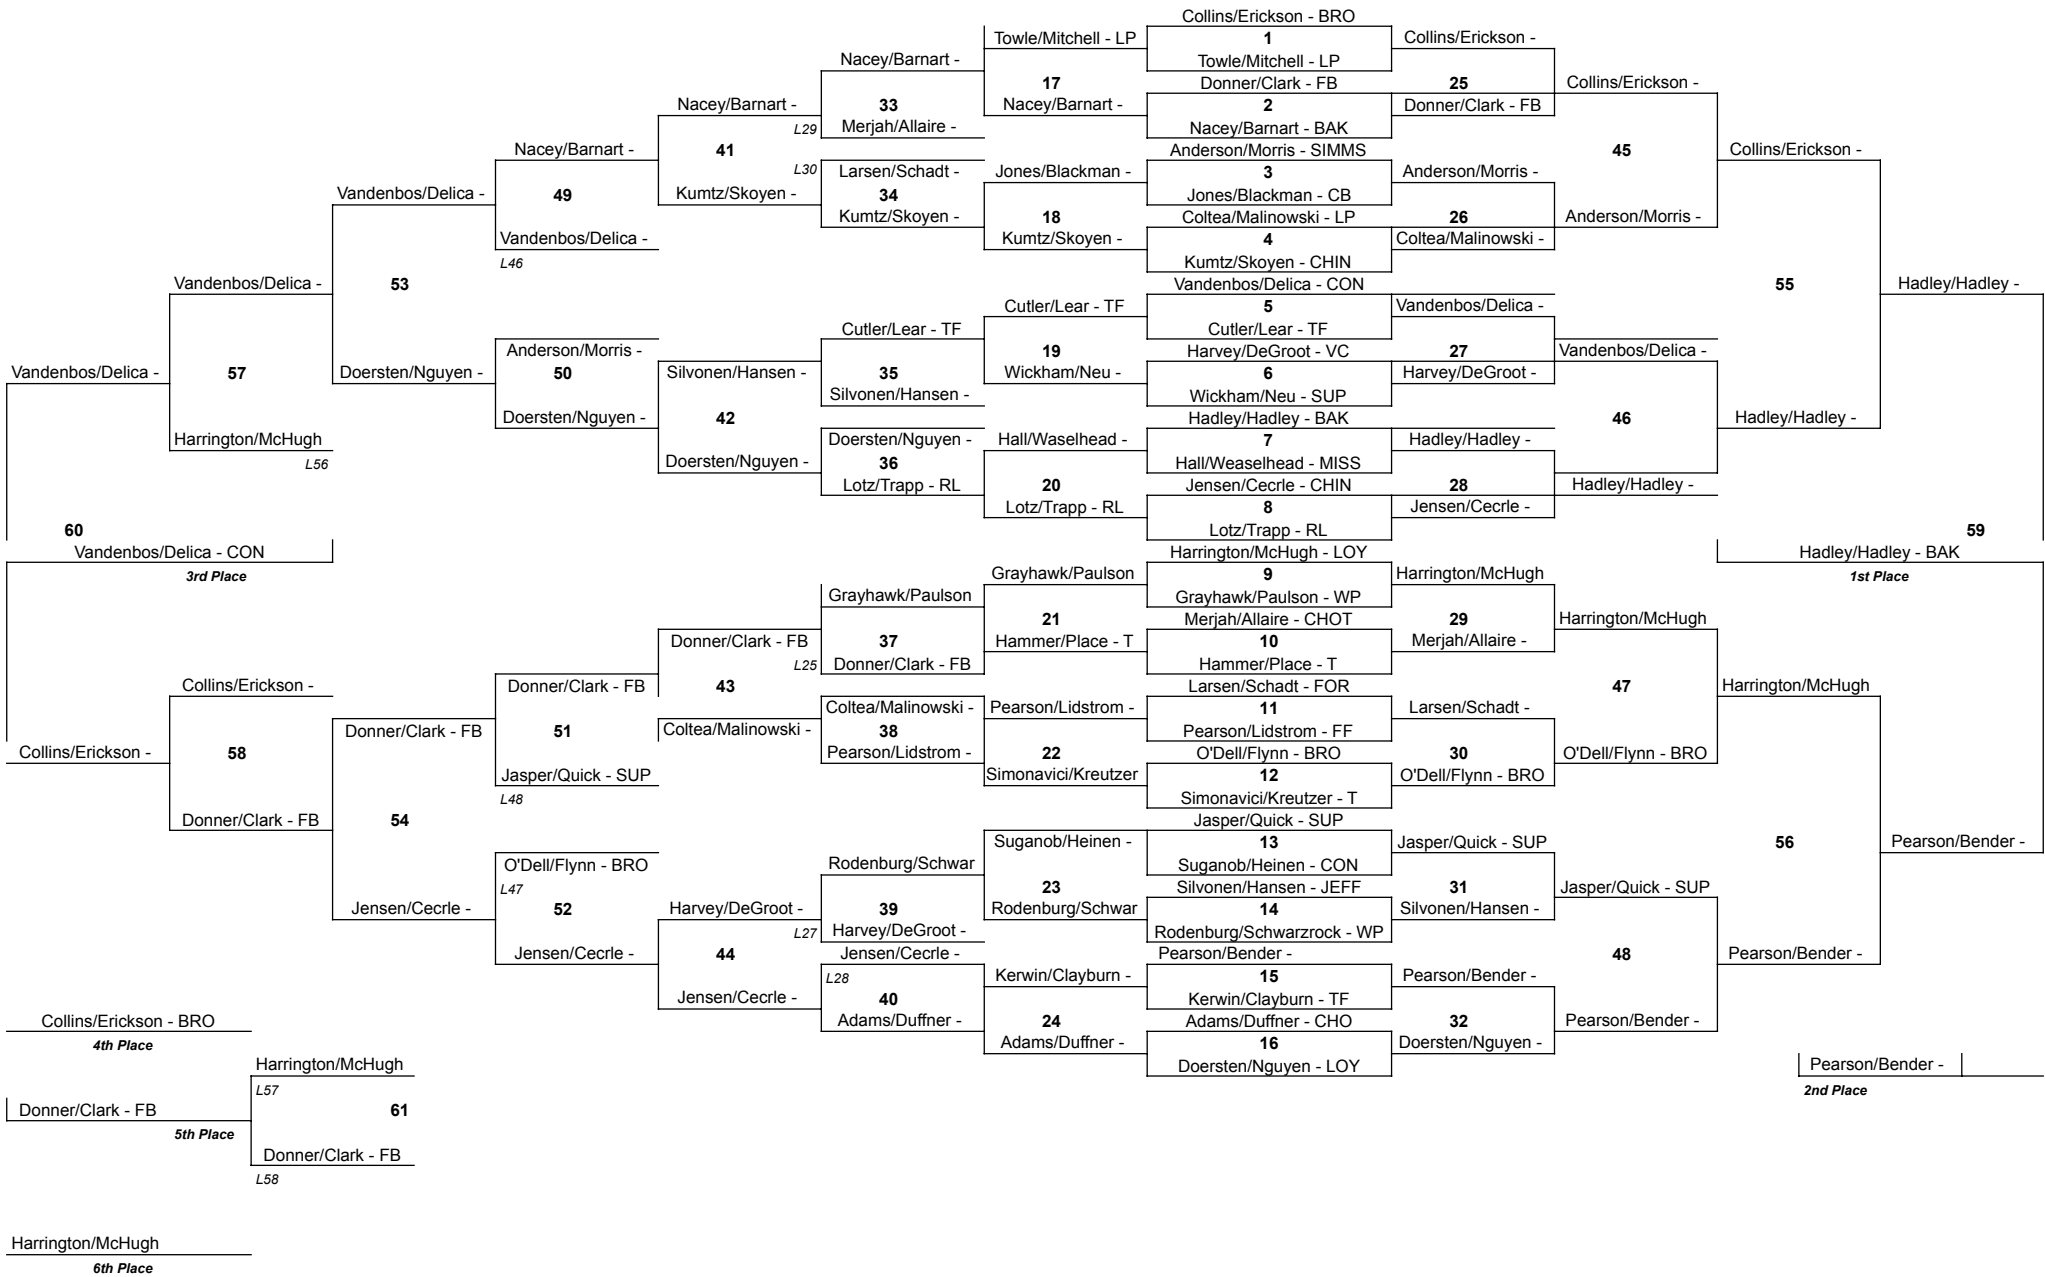 Collins/Erickson - BRO
Towle/Mitchell - LP
1
Collins/Erickson -
Nacey/Barnart -
Towle/Mitchell - LP
17
Donner/Clark - FB
25
Collins/Erickson -
Nacey/Barnart -
33
Nacey/Barnart -
2
Donner/Clark - FB
L29
Merjah/Allaire -
Nacey/Barnart - BAK
Nacey/Barnart -
41
Anderson/Morris - SIMMS
45
Collins/Erickson -
L30
Larsen/Schadt -
Jones/Blackman -
3
Anderson/Morris -
Vandenbos/Delica -
49
Kumtz/Skoyen -
34
Jones/Blackman - CB
Kumtz/Skoyen -
18
Coltea/Malinowski - LP
26
Anderson/Morris -
Vandenbos/Delica -
Kumtz/Skoyen -
4
Coltea/Malinowski -
L46
Kumtz/Skoyen - CHIN
Vandenbos/Delica -
53
Vandenbos/Delica - CON
55
Hadley/Hadley -
Cutler/Lear - TF
5
Vandenbos/Delica -
Cutler/Lear - TF
Cutler/Lear - TF
Anderson/Morris -
19
Harvey/DeGroot - VC
27
Vandenbos/Delica -
Vandenbos/Delica -
57
Doersten/Nguyen -
50
Silvonen/Hansen -
35
Wickham/Neu -
6
Harvey/DeGroot -
Silvonen/Hansen -
Wickham/Neu - SUP
Doersten/Nguyen -
42
Hadley/Hadley - BAK
46
Hadley/Hadley -
Harrington/McHugh
Doersten/Nguyen -
Hall/Waselhead -
7
Hadley/Hadley -
L56
Doersten/Nguyen -
36
Hall/Weaselhead - MISS
Lotz/Trapp - RL
20
Jensen/Cecrle - CHIN
28
Hadley/Hadley -
Lotz/Trapp - RL
8
Jensen/Cecrle -
60
Lotz/Trapp - RL
59
Vandenbos/Delica - CON
Harrington/McHugh - LOY
Hadley/Hadley - BAK
3rd Place
Grayhawk/Paulson
9
Harrington/McHugh
1st Place
Grayhawk/Paulson
Grayhawk/Paulson - WP
21
Merjah/Allaire - CHOT
29
Harrington/McHugh
Donner/Clark - FB
37
Hammer/Place - T
10
Merjah/Allaire -
L25
Donner/Clark - FB
Hammer/Place - T
Collins/Erickson -
Donner/Clark - FB
43
Larsen/Schadt - FOR
47
Harrington/McHugh
Coltea/Malinowski -
Pearson/Lidstrom -
11
Larsen/Schadt -
Donner/Clark - FB
51
Coltea/Malinowski -
38
Pearson/Lidstrom - FF
Collins/Erickson -
58
Pearson/Lidstrom -
22
O'Dell/Flynn - BRO
30
O'Dell/Flynn - BRO
Jasper/Quick - SUP
Simonavici/Kreutzer
12
O'Dell/Flynn - BRO
L48
Simonavici/Kreutzer - T
Donner/Clark - FB
54
Jasper/Quick - SUP
56
Pearson/Bender -
Suganob/Heinen -
13
Jasper/Quick - SUP
O'Dell/Flynn - BRO
Rodenburg/Schwar
Suganob/Heinen - CON
L47
23
Silvonen/Hansen - JEFF
31
Jasper/Quick - SUP
Jensen/Cecrle -
52
Harvey/DeGroot -
39
Rodenburg/Schwar
14
Silvonen/Hansen -
L27
Harvey/DeGroot -
Rodenburg/Schwarzrock - WP
Jensen/Cecrle -
44
Jensen/Cecrle -
Pearson/Bender -
48
Pearson/Bender -
L28
Kerwin/Clayburn -
15
Pearson/Bender -
Jensen/Cecrle -
40
Kerwin/Clayburn - TF
Collins/Erickson - BRO
Adams/Duffner -
24
Adams/Duffner - CHO
32
Pearson/Bender -
4th Place
Adams/Duffner -
16
Doersten/Nguyen -
Harrington/McHugh
Doersten/Nguyen - LOY
Pearson/Bender -
L57
2nd Place
Donner/Clark - FB
61
5th Place
Donner/Clark - FB
L58
Harrington/McHugh
6th Place